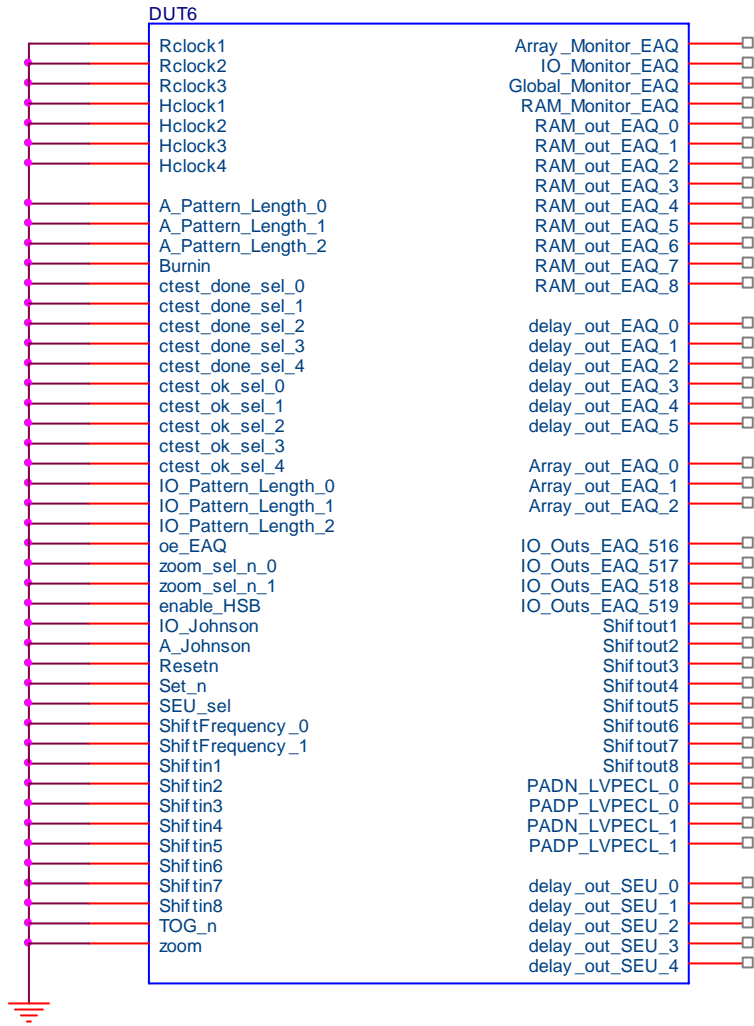 DUT6
Rclock1
Rclock2
Rclock3
Hclock1
Hclock2
Hclock3
Hclock4
A_Pattern_Length_0
A_Pattern_Length_1
A_Pattern_Length_2
Burnin
ctest_done_sel_0
ctest_done_sel_1
ctest_done_sel_2
ctest_done_sel_3
ctest_done_sel_4
ctest_ok_sel_0
ctest_ok_sel_1
ctest_ok_sel_2
ctest_ok_sel_3
ctest_ok_sel_4
IO_Pattern_Length_0
IO_Pattern_Length_1
IO_Pattern_Length_2
oe_EAQ
zoom_sel_n_0
zoom_sel_n_1
enable_HSB
IO_Johnson
A_Johnson
Resetn
Set_n
SEU_sel
ShiftFrequency_0
ShiftFrequency_1
Shiftin1
Shiftin2
Shiftin3
Shiftin4
Shiftin5
Shiftin6
Shiftin7
Shiftin8
TOG_n
zoom
Array_Monitor_EAQ
IO_Monitor_EAQ
Global_Monitor_EAQ
RAM_Monitor_EAQ
RAM_out_EAQ_0
RAM_out_EAQ_1
RAM_out_EAQ_2
RAM_out_EAQ_3
RAM_out_EAQ_4
RAM_out_EAQ_5
RAM_out_EAQ_6
RAM_out_EAQ_7
RAM_out_EAQ_8
delay_out_EAQ_0
delay_out_EAQ_1
delay_out_EAQ_2
delay_out_EAQ_3
delay_out_EAQ_4
delay_out_EAQ_5
Array_out_EAQ_0
Array_out_EAQ_1
Array_out_EAQ_2
IO_Outs_EAQ_516
IO_Outs_EAQ_517
IO_Outs_EAQ_518
IO_Outs_EAQ_519
Shiftout1
Shiftout2
Shiftout3
Shiftout4
Shiftout5
Shiftout6
Shiftout7
Shiftout8
PADN_LVPECL_0
PADP_LVPECL_0
PADN_LVPECL_1
PADP_LVPECL_1
delay_out_SEU_0
delay_out_SEU_1
delay_out_SEU_2
delay_out_SEU_3
delay_out_SEU_4